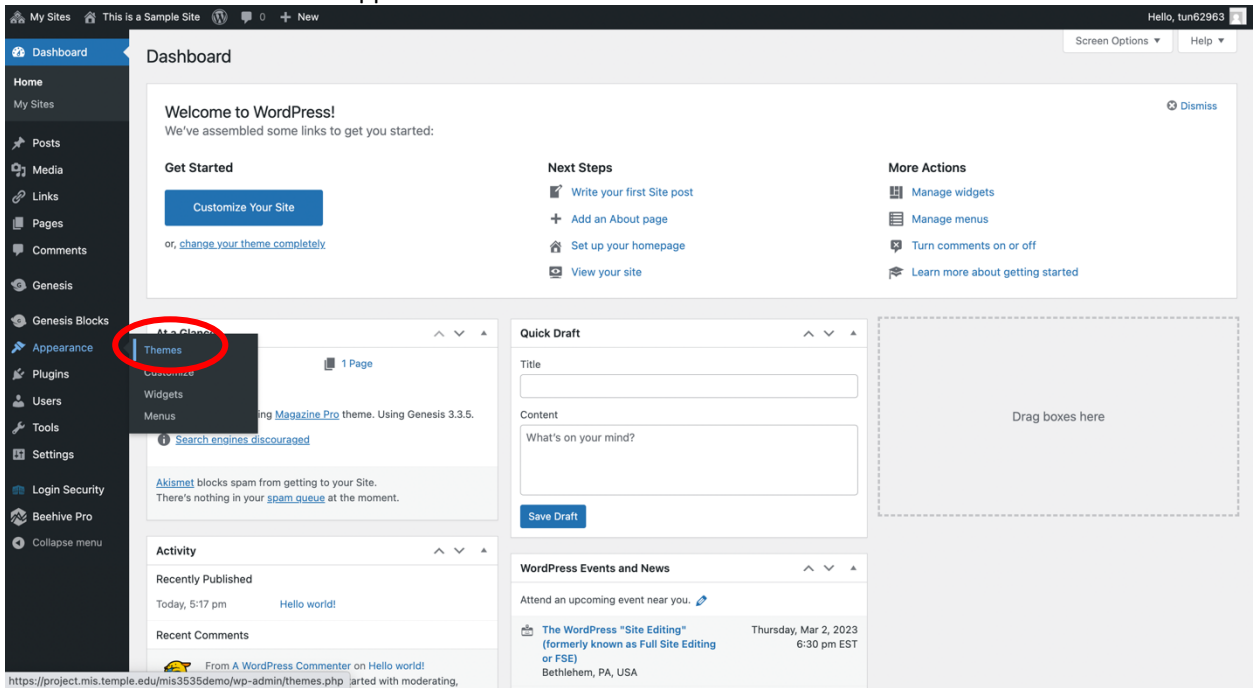 My Sites This is a Sample Site 0 + New Hello, tun62963
Dashboard
Home
My Sites
Posts
Media
Links
Pages
Comments
Genesis
Genesis Blocks
Appearance
Plugins
Users
Tools
Settings
Login Security
Beehive Pro
Collapse menu
Themes
Customize
Widgets
Menus
Screen Options ▼ Help ▼
Dashboard
Welcome to WordPress!
We've assembled some links to get you started:
Dismiss
Get Started
Customize Your Site
or, change your theme completely
Next Steps
Write your first Site post
Add an About page
Set up your homepage
View your site
More Actions
Manage widgets
Manage menus
Turn comments on or off
Learn more about getting started
At a Glance
1 Page
ing Magazine Pro theme. Using Genesis 3.3.5.
Search engines discouraged
Akismet blocks spam from getting to your Site.
There's nothing in your spam queue at the moment.
Activity
Recently Published
Today, 5:17 pm Hello world!
Recent Comments
From A WordPress Commenter on Hello world!
arted with moderating,
Quick Draft
Title
Content
What's on your mind?
Save Draft
WordPress Events and News
Attend an upcoming event near you.
The WordPress "Site Editing" Thursday, Mar 2, 2023
(formerly known as Full Site Editing 6:30 pm EST
or FSE)
Bethlehem, PA, USA
Drag boxes here
https://project.mis.temple.edu/mis3535demo/wp-admin/themes.php